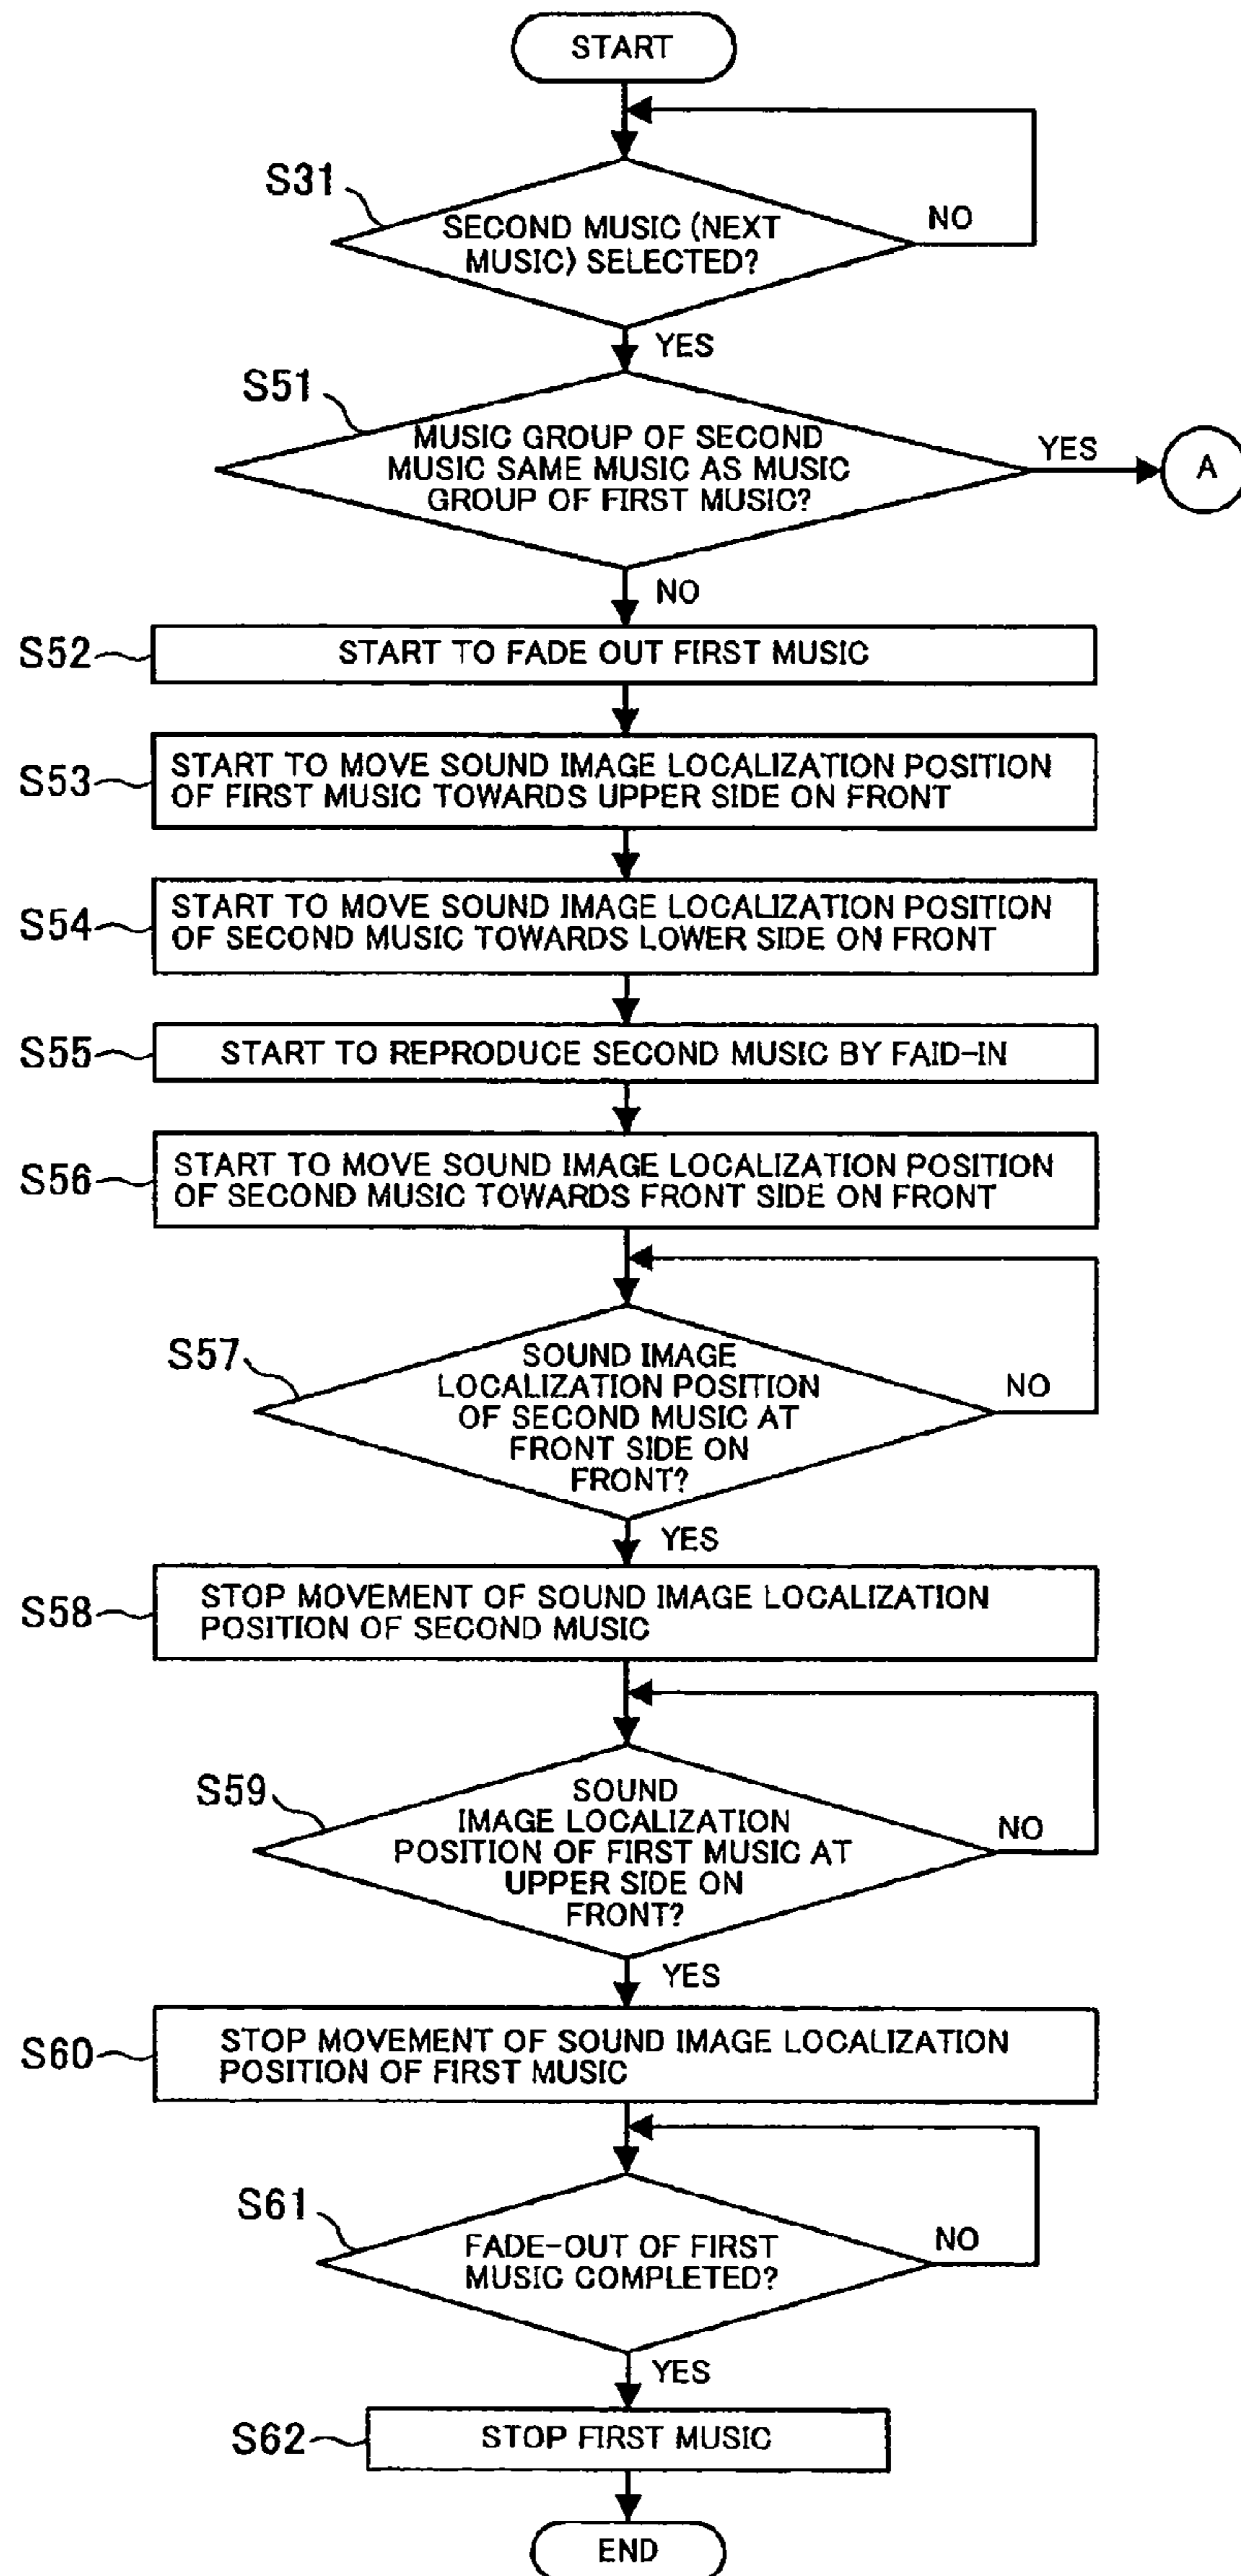 START
S31
SECOND MUSIC (NEXT
MUSIC) SELECTED?
NO
YES
S51
MUSIC GROUP OF SECOND
MUSIC SAME MUSIC AS MUSIC
GROUP OF FIRST MUSIC?
YES
A
NO
S52
START TO FADE OUT FIRST MUSIC
S53
START TO MOVE SOUND IMAGE LOCALIZATION POSITION
OF FIRST MUSIC TOWARDS UPPER SIDE ON FRONT
S54
START TO MOVE SOUND IMAGE LOCALIZATION POSITION
OF SECOND MUSIC TOWARDS LOWER SIDE ON FRONT
S55
START TO REPRODUCE SECOND MUSIC BY FAID-IN
S56
START TO MOVE SOUND IMAGE LOCALIZATION POSITION
OF SECOND MUSIC TOWARDS FRONT SIDE ON FRONT
S57
SOUND IMAGE
LOCALIZATION POSITION
OF SECOND MUSIC AT
FRONT SIDE ON
FRONT?
NO
YES
S58
STOP MOVEMENT OF SOUND IMAGE LOCALIZATION
POSITION OF SECOND MUSIC
S59
SOUND
IMAGE LOCALIZATION
POSITION OF FIRST MUSIC AT
UPPER SIDE ON
FRONT?
NO
YES
S60
STOP MOVEMENT OF SOUND IMAGE LOCALIZATION
POSITION OF FIRST MUSIC
S61
FADE-OUT OF FIRST
MUSIC COMPLETED?
NO
YES
S62
STOP FIRST MUSIC
END